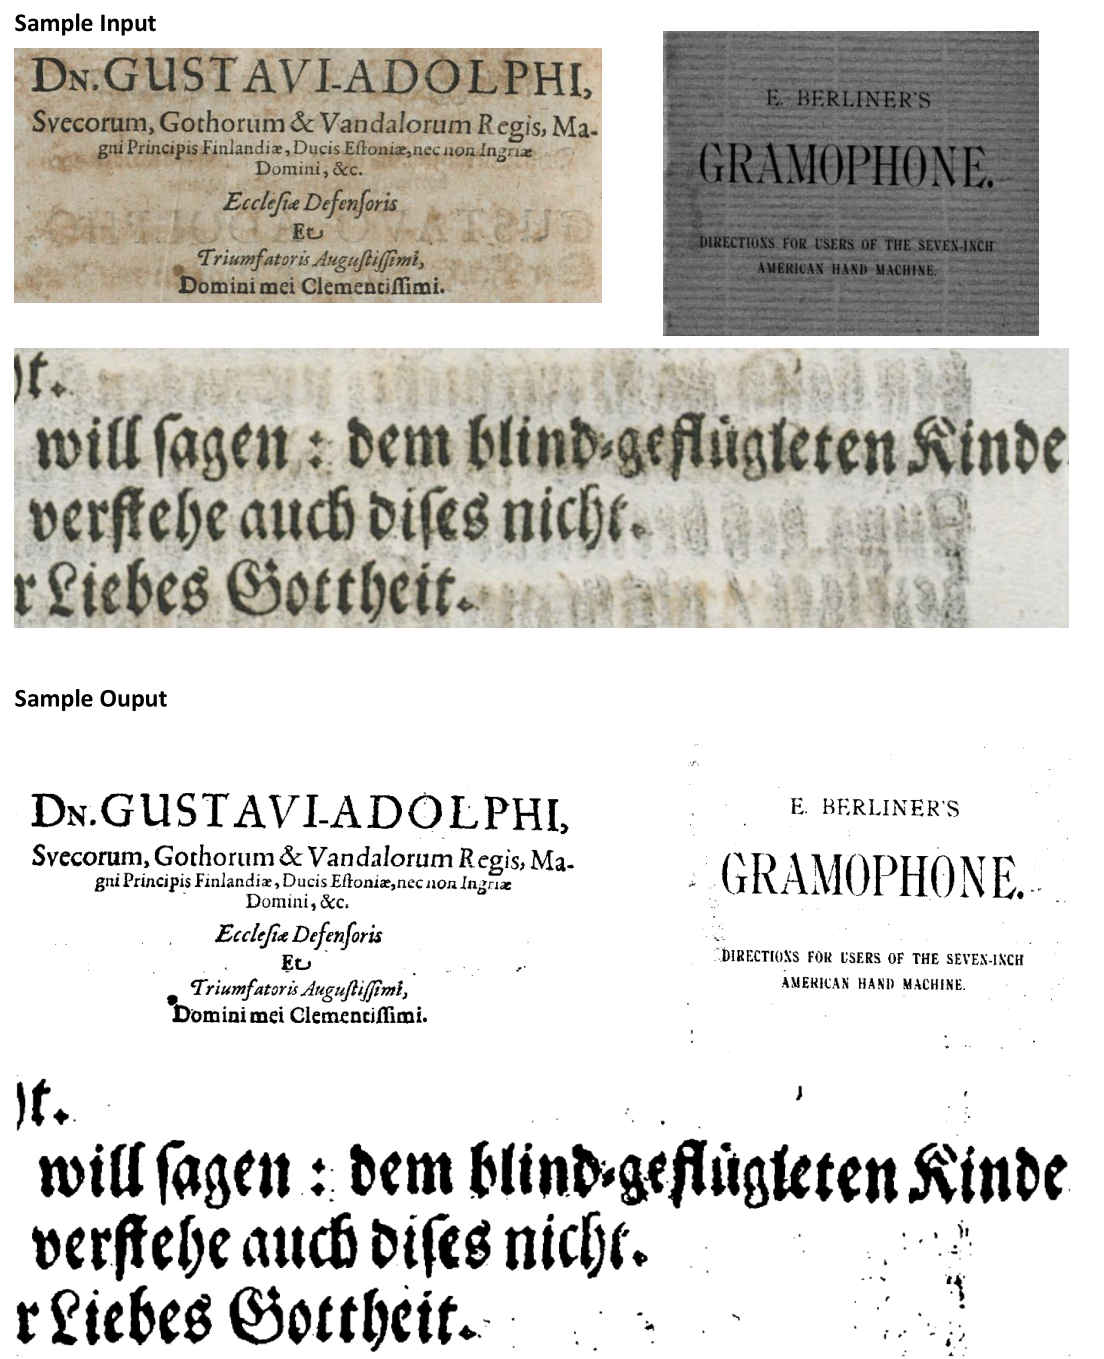 Sample Input
DN. GUSTAVI-ADOLPHI,
Svecorum, Gothorum & Vandalorum Regis, Ma-
gni Principis Finlandiæ, Ducis Eſtoniæ, nec non Ingriæ
Domini, &c.
Eccleſiæ Defenſoris
Et
Triumfatoris Auguſtiſſimi,
Domini mei Clementiſſimi.
E. BERLINER'S
GRAMOPHONE.
DIRECTIONS FOR USERS OF THE SEVEN-INCH
AMERICAN HAND MACHINE.
t.
will ſagen : dem blind-geflügleten Kinde
verſtehe auch diſes nicht.
r Liebes Gottheit.
Sample Ouput
DN. GUSTAVI-ADOLPHI,
Svecorum, Gothorum & Vandalorum Regis, Ma-
gni Principis Finlandiæ, Ducis Eſtoniæ, nec non Ingriæ
Domini, &c.
Eccleſiæ Defenſoris
Et
Triumfatoris Auguſtiſſimi,
Domini mei Clementiſſimi.
E. BERLINER'S
GRAMOPHONE.
DIRECTIONS FOR USERS OF THE SEVEN-INCH
AMERICAN HAND MACHINE.
t.
will ſagen : dem blind-geflügleten Kinde
verſtehe auch diſes nicht.
r Liebes Gottheit.